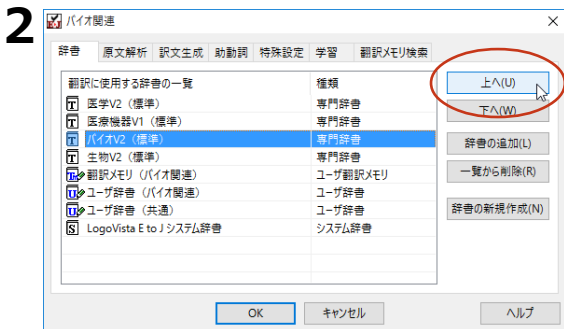 2
バイオ関連
辞書 原文解析 訳文生成 助動詞 特殊設定 学習 翻訳メモリ検索
翻訳に使用する辞書の一覧 種類
T 医学V2（標準） 専門辞書
T 医療機器V1（標準） 専門辞書
T バイオV2（標準） 専門辞書
T 生物V2（標準） 専門辞書
TM 翻訳メモリ（バイオ関連） ユーザ翻訳メモリ
U ユーザ辞書（バイオ関連） ユーザ辞書
U ユーザ辞書（共通） ユーザ辞書
S LogoVista E to J システム辞書 システム辞書
上へ(U)
下へ(W)
辞書の追加(L)
一覧から削除(R)
辞書の新規作成(N)
OK キャンセル ヘルプ